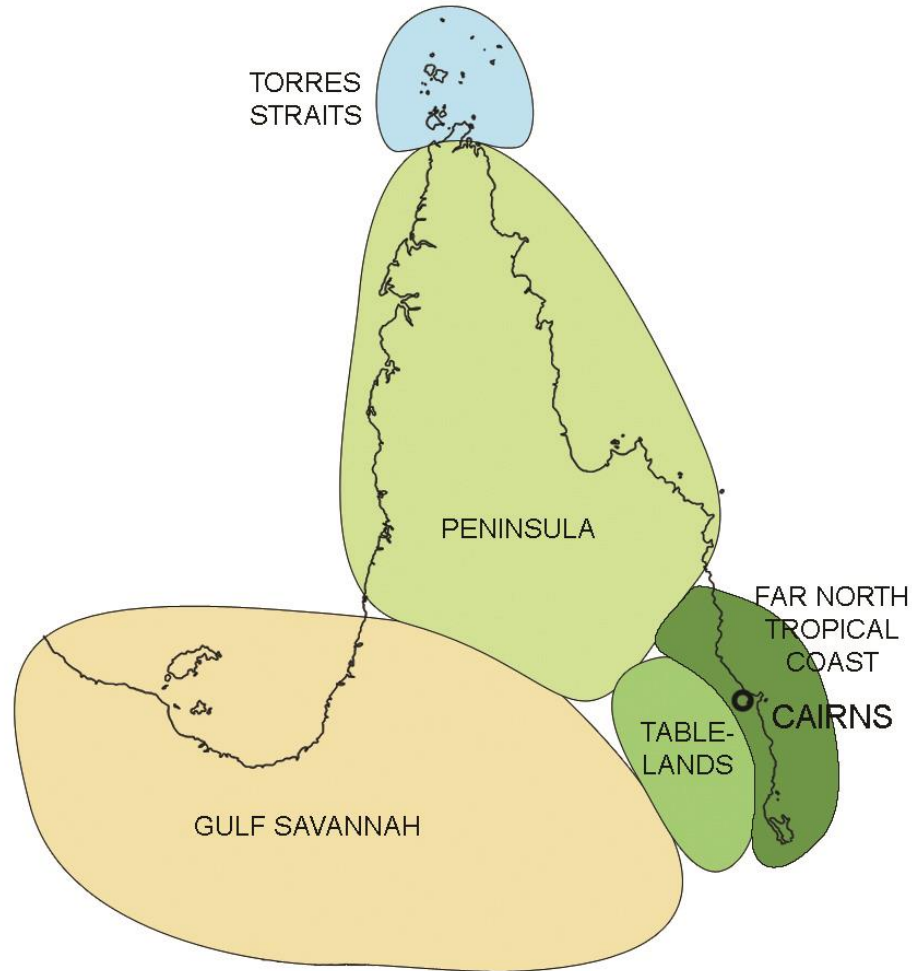 TORRES
STRAITS
PENINSULA
FAR NORTH
TROPICAL
COAST
CAIRNS
TABLE-
LANDS
GULF SAVANNAH